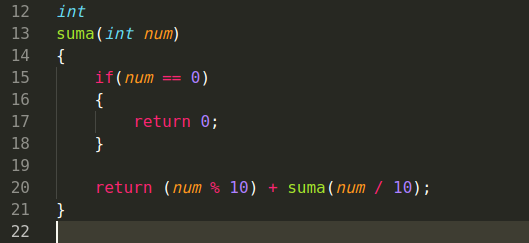 12 int
13 suma(int num)
14 {
15     if(num == 0)
16     {
17         return 0;
18     }
19
20     return (num % 10) + suma(num / 10);
21 }
22